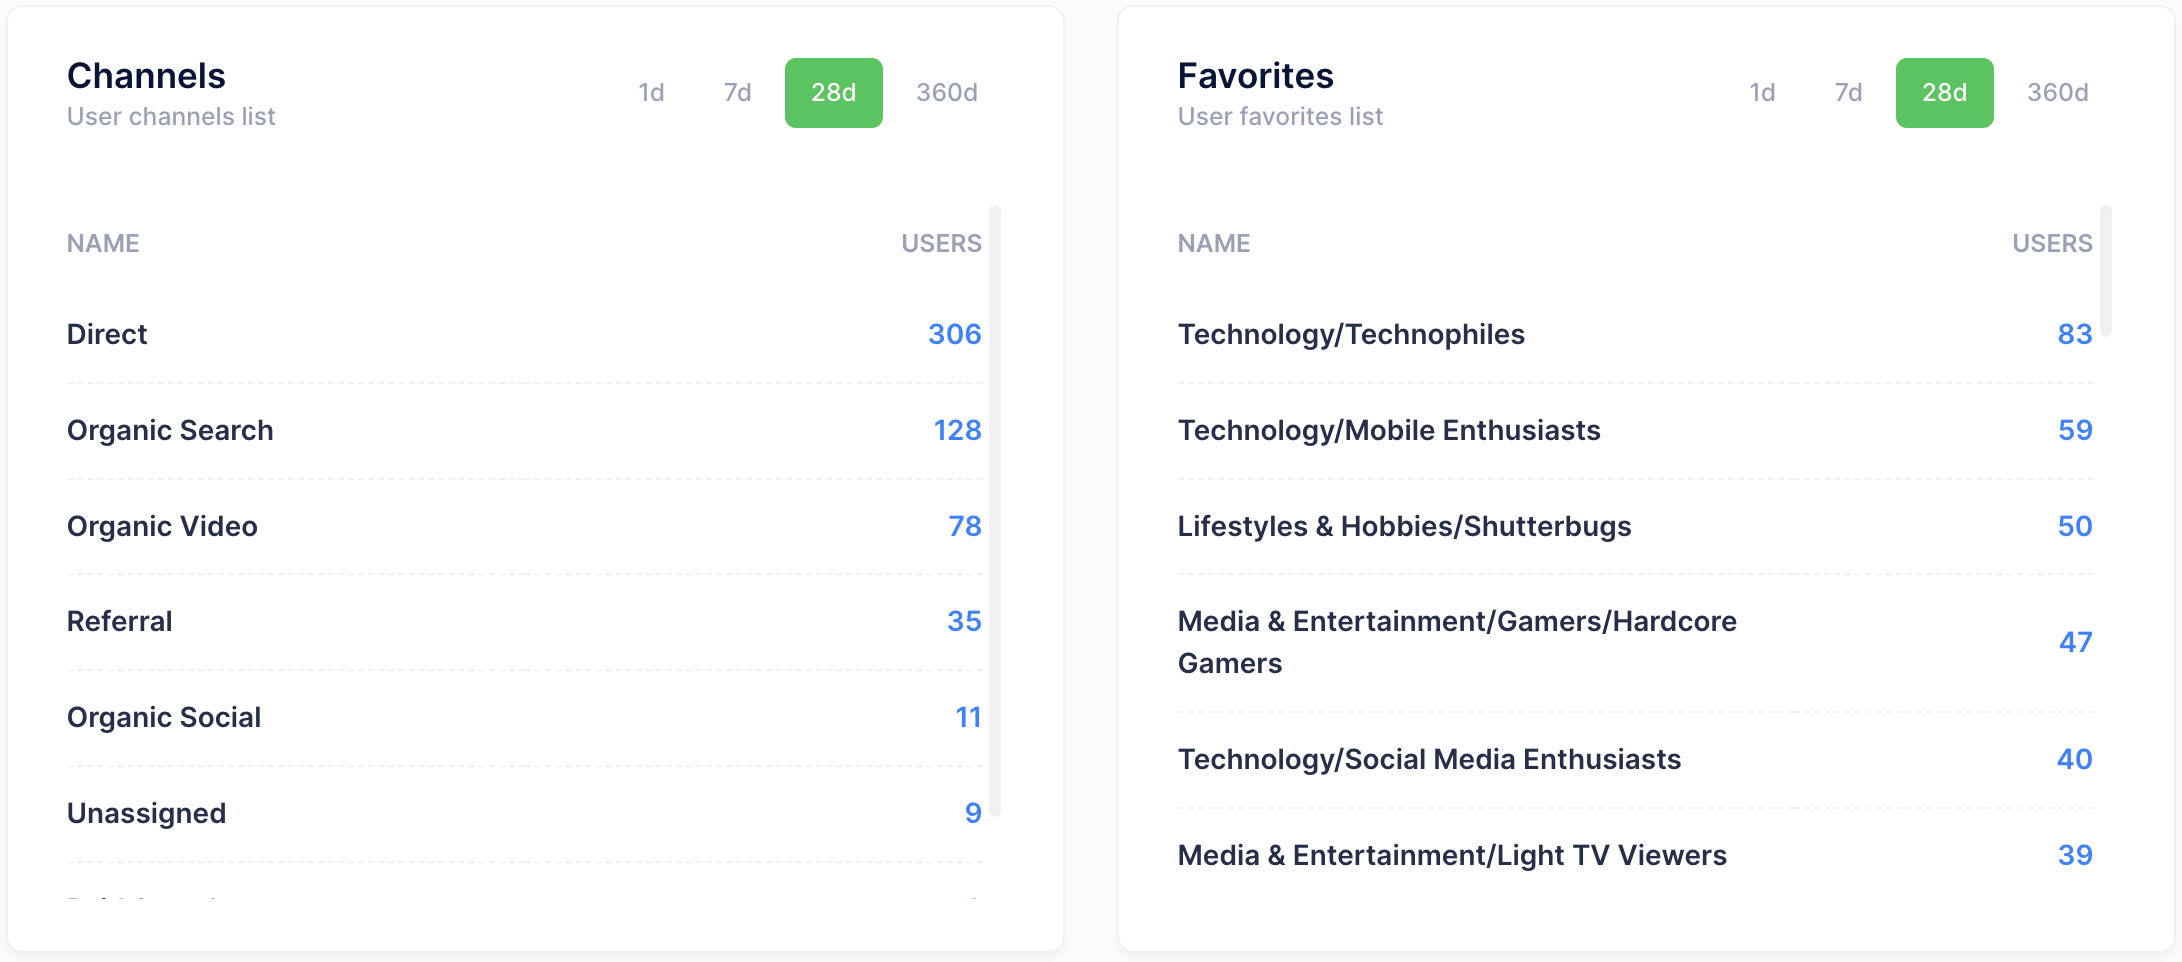 Channels
User channels list
1d 7d 28d 360d
NAME USERS
Direct 306
Organic Search 128
Organic Video 78
Referral 35
Organic Social 11
Unassigned 9
Favorites
User favorites list
1d 7d 28d 360d
NAME USERS
Technology/Technophiles 83
Technology/Mobile Enthusiasts 59
Lifestyles & Hobbies/Shutterbugs 50
Media & Entertainment/Gamers/Hardcore
Gamers 47
Technology/Social Media Enthusiasts 40
Media & Entertainment/Light TV Viewers 39